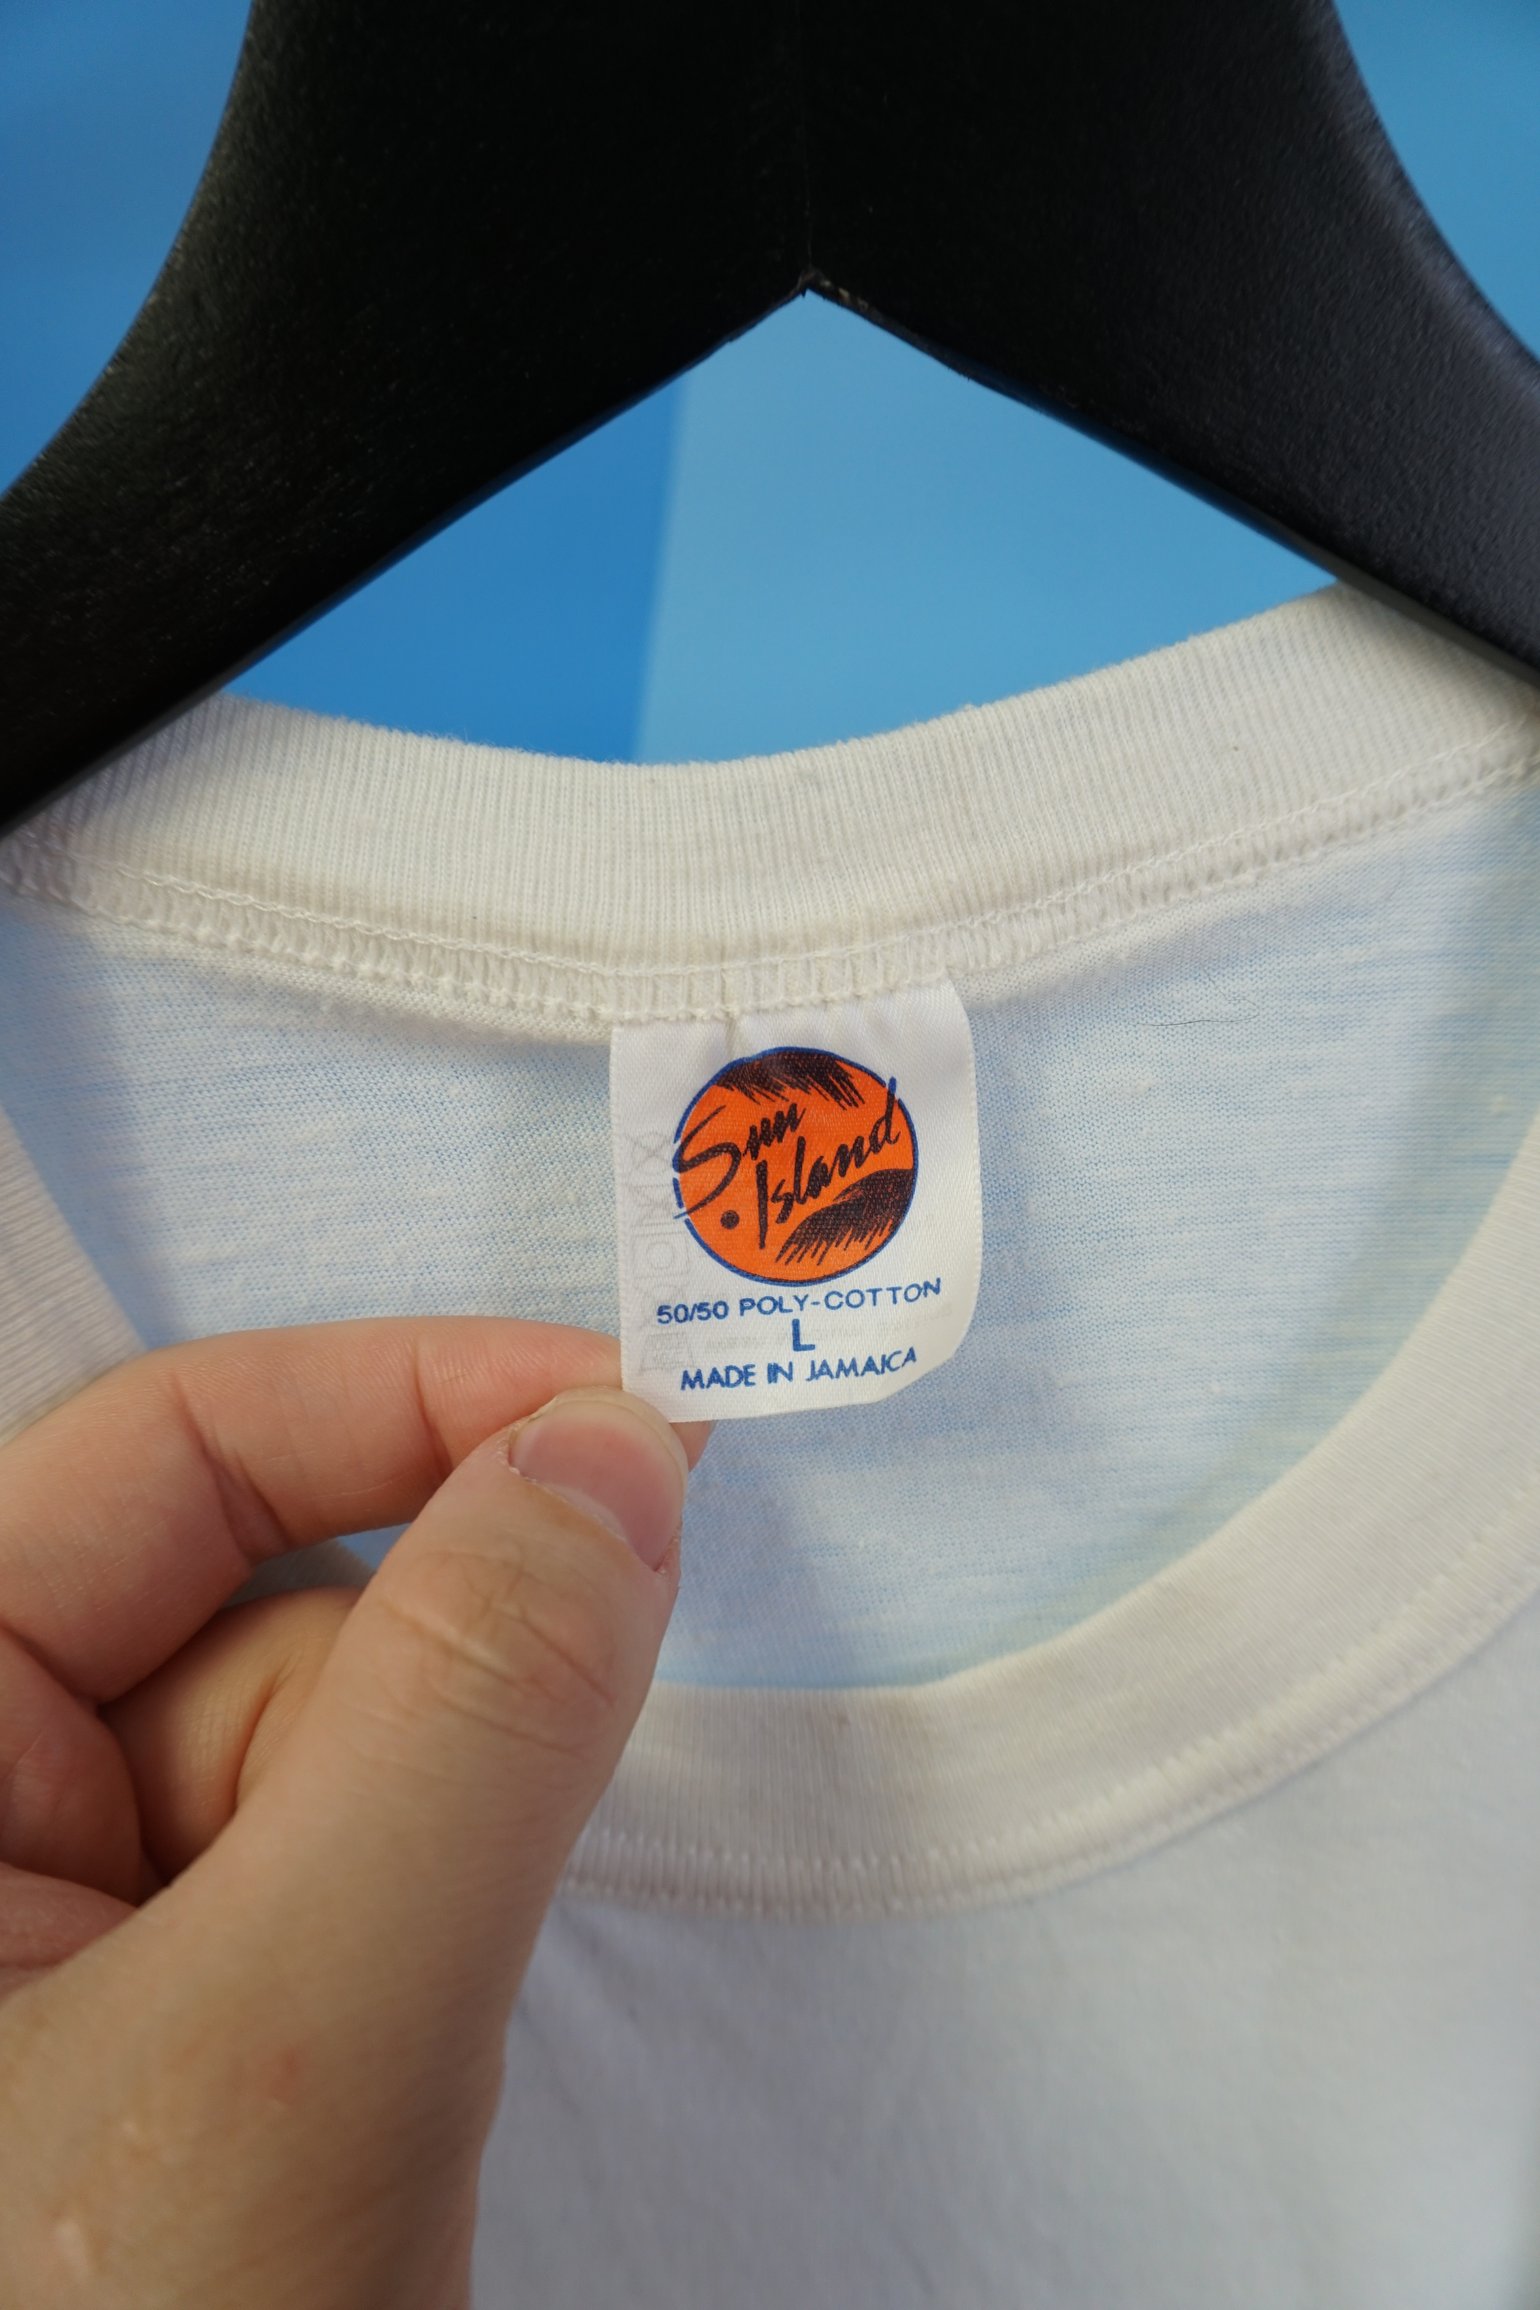 Sun
Island
50/50 POLY-COTTON
L
MADE IN JAMAICA